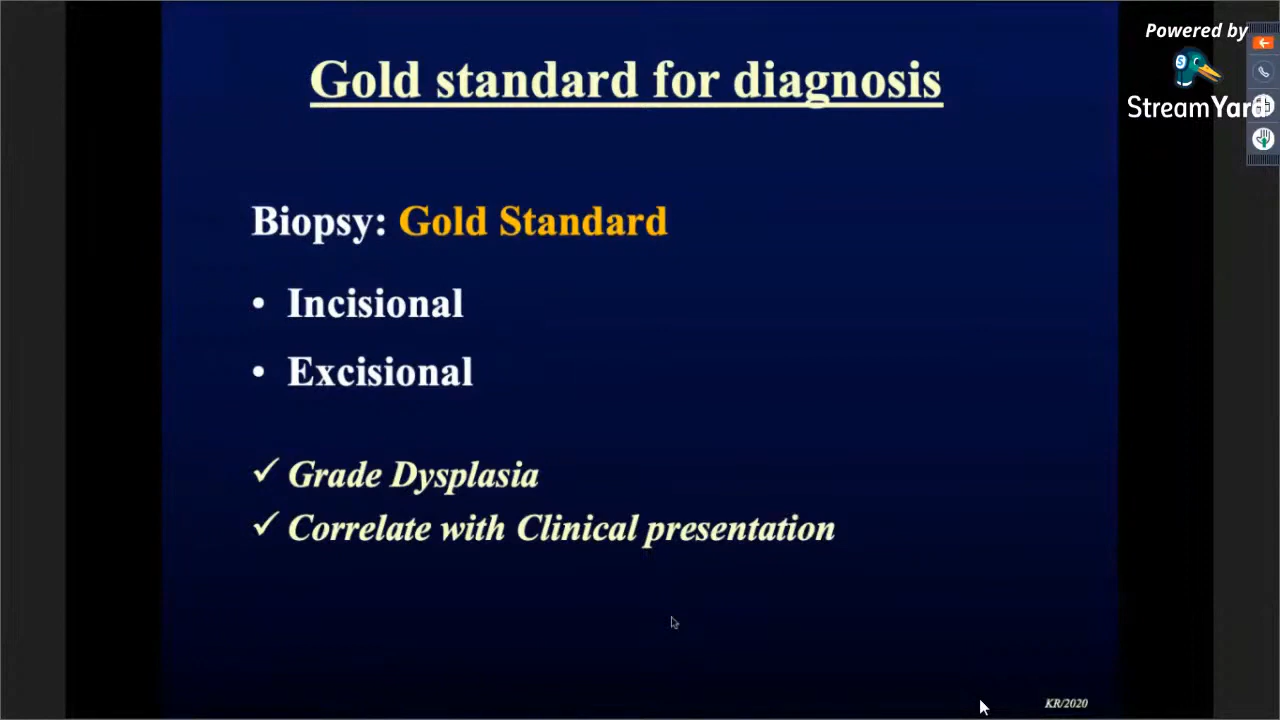 Gold standard for diagnosis
Powered by
StreamYard
Biopsy: Gold Standard
• Incisional
• Excisional
✓ Grade Dysplasia
✓ Correlate with Clinical presentation
KR/2020